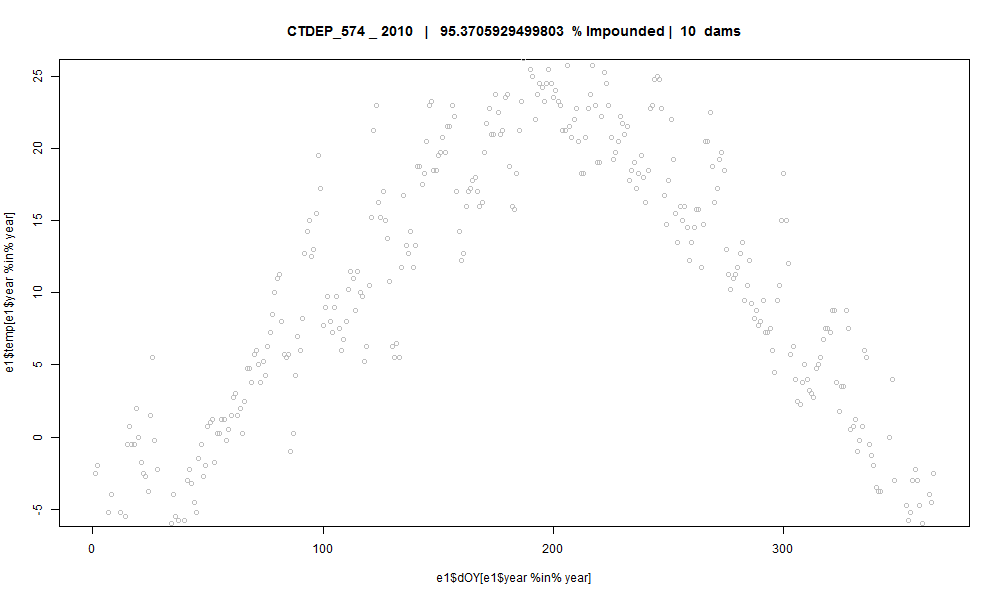 CTDEP_574 _ 2010 | 95.3705929499803 % Impounded | 10 dams
e1$temp[e1$year %in% year]
25
20
15
10
5
0
-5
0 100 200 300
e1$dOY[e1$year %in% year]